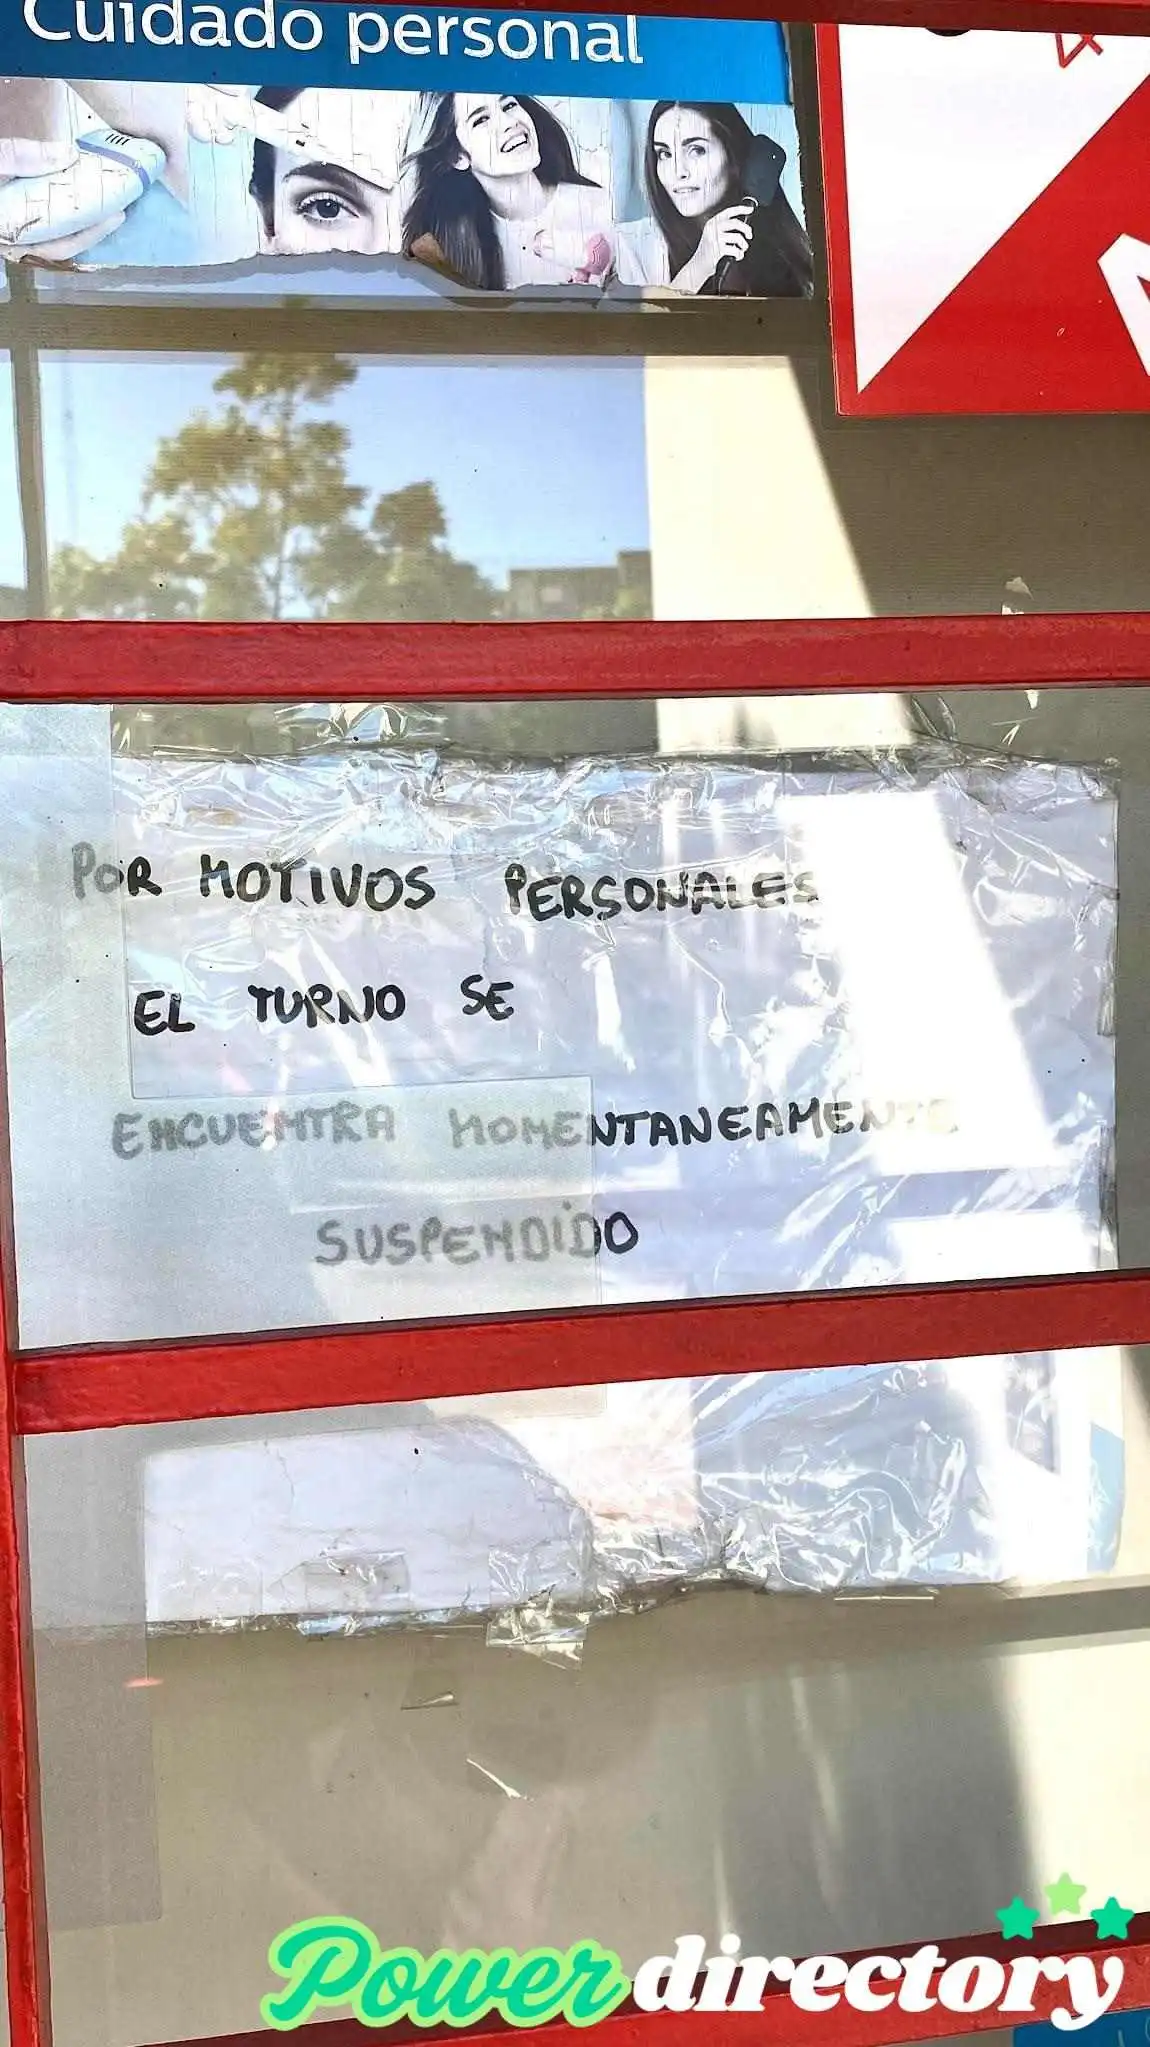 Cuidado personal
POR MOTIVOS PERSONALES
EL TURNO SE
ENCUENTRA MOMENTANEAMENTE
SUSPENDIDO
Power directory